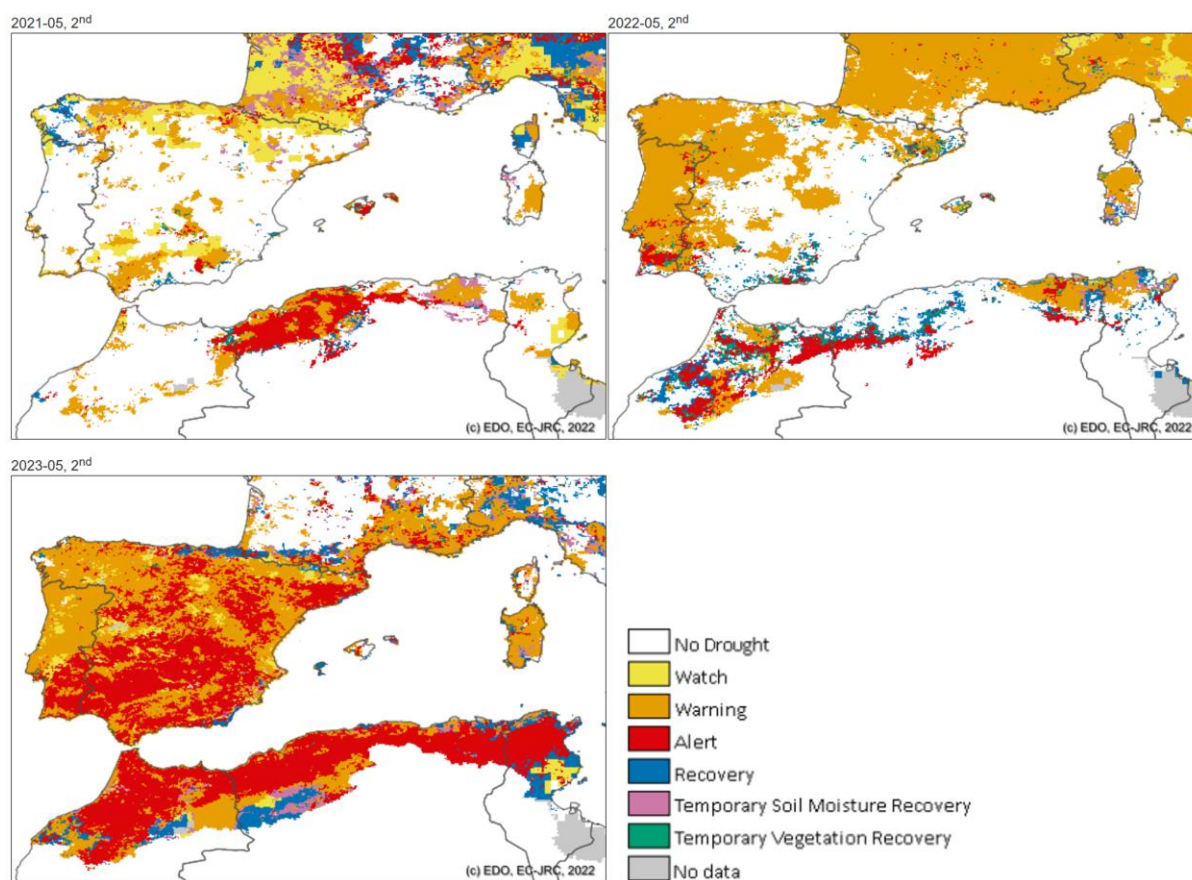 2021-05, 2nd
2022-05, 2nd
(c) EDO, EC-JRC, 2022
(c) EDO, EC-JRC, 2022
2023-05, 2nd
No Drought
Watch
Warning
Alert
Recovery
Temporary Soil Moisture Recovery
Temporary Vegetation Recovery
No data
(c) EDO, EC-JRC, 2022